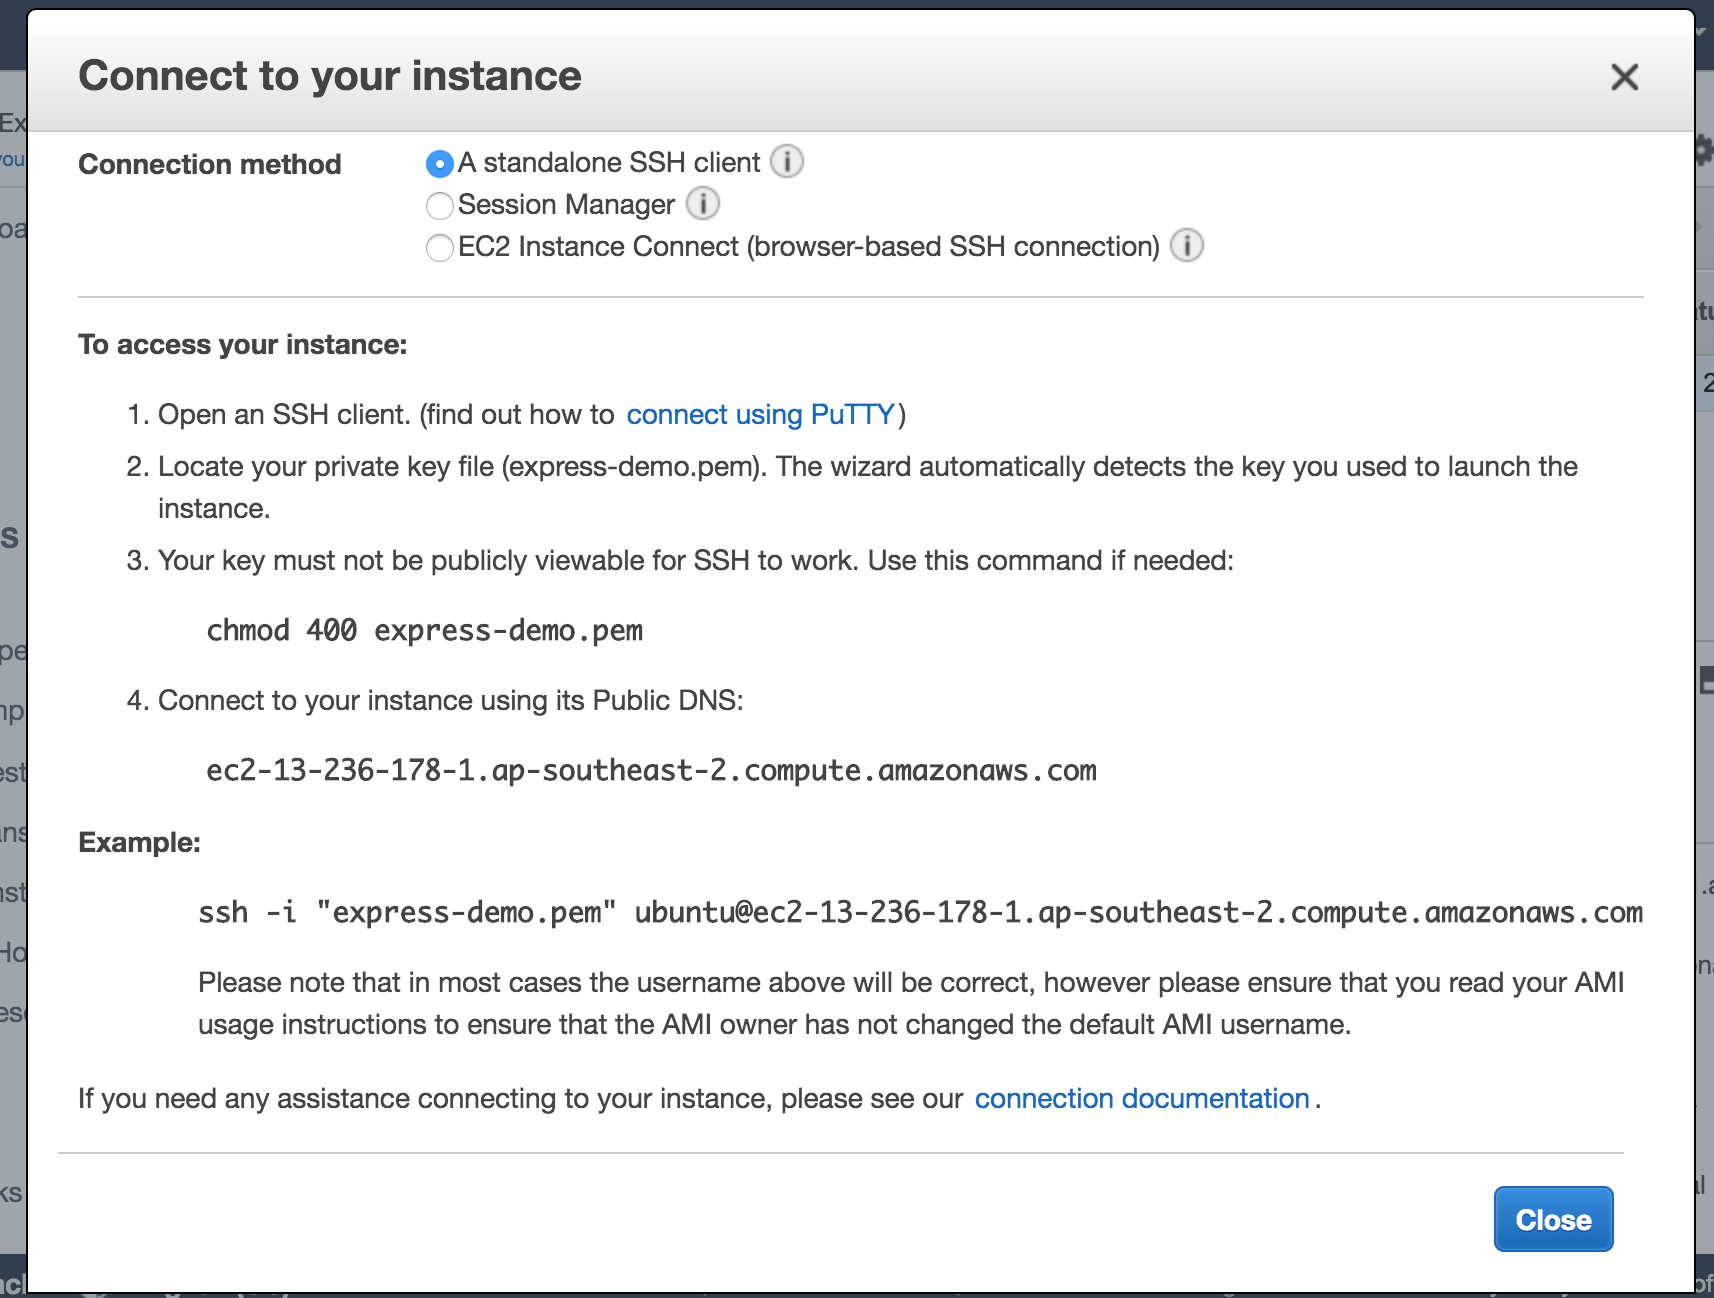 Connect to your instance
Connection method
A standalone SSH client
Session Manager
EC2 Instance Connect (browser-based SSH connection)
To access your instance:
1. Open an SSH client. (find out how to connect using PuTTY)
2. Locate your private key file (express-demo.pem). The wizard automatically detects the key you used to launch the
instance.
3. Your key must not be publicly viewable for SSH to work. Use this command if needed:
chmod 400 express-demo.pem
4. Connect to your instance using its Public DNS:
ec2-13-236-178-1.ap-southeast-2.compute.amazonaws.com
Example:
ssh -i "express-demo.pem" ubuntu@ec2-13-236-178-1.ap-southeast-2.compute.amazonaws.com
Please note that in most cases the username above will be correct, however please ensure that you read your AMI
usage instructions to ensure that the AMI owner has not changed the default AMI username.
If you need any assistance connecting to your instance, please see our connection documentation.
Close